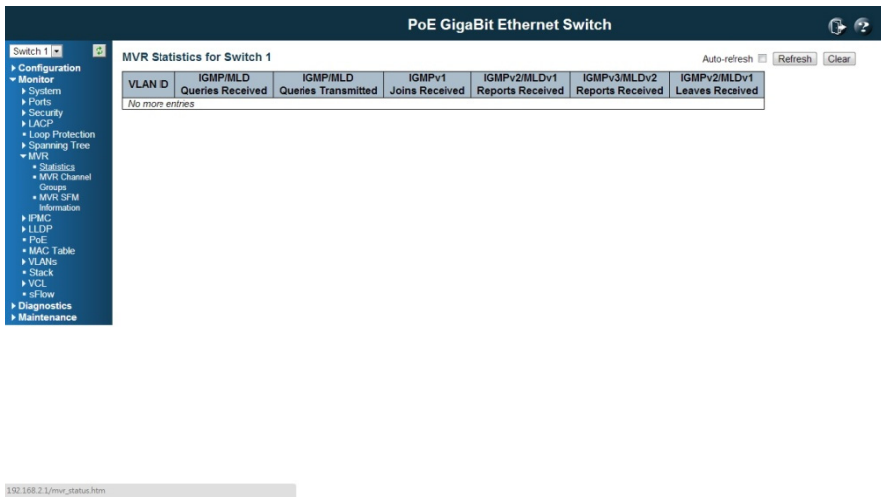 PoE GigaBit Ethernet Switch
Switch 1
Configuration
Monitor
System
Ports
Security
LACP
Loop Protection
Spanning Tree
MVR
Statistics
MVR Channel
Groups
MVR SFM
Information
IPMC
LLDP
PoE
MAC Table
VLANs
Stack
VCL
sFlow
Diagnostics
Maintenance
MVR Statistics for Switch 1
Auto-refresh Refresh Clear
VLAN ID IGMP/MLD Queries Received IGMP/MLD Queries Transmitted IGMPv1 Joins Received IGMPv2/MLDv1 Reports Received IGMPv3/MLDv2 Reports Received IGMPv2/MLDv1 Leaves Received
No more entries
192.168.2.1/mvr_status.htm